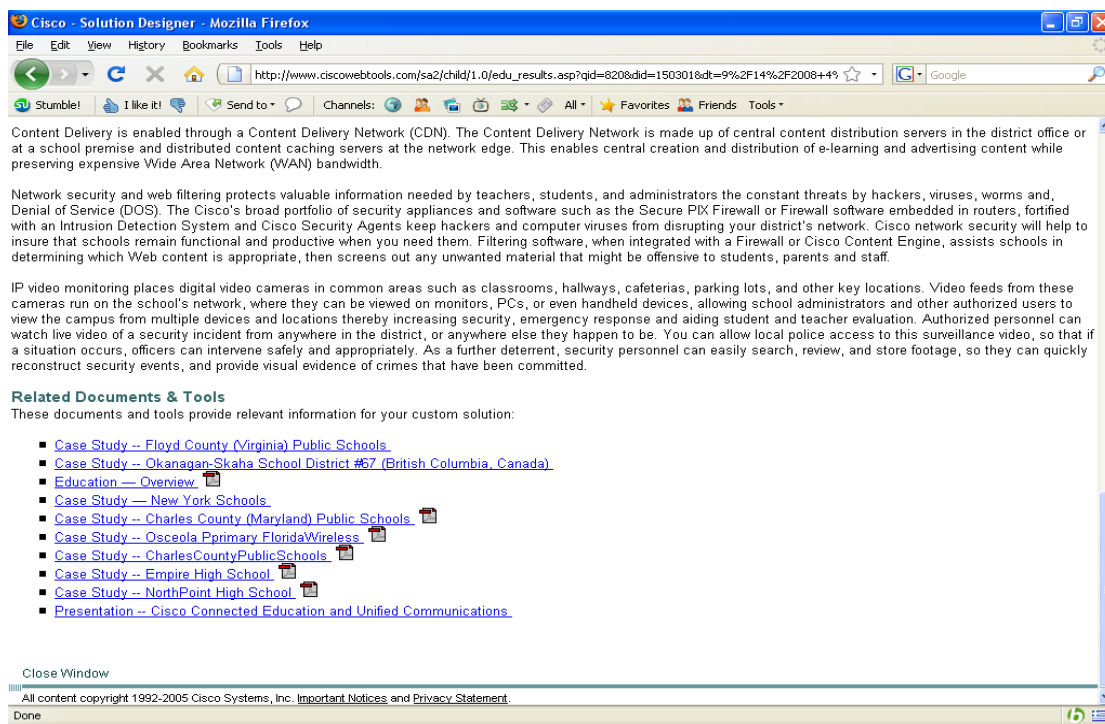 Cisco - Solution Designer - Mozilla Firefox
File Edit View History Bookmarks Tools Help
http://www.ciscowebtools.com/sa2/child/1.0/edu_results.asp?qid=820&did=150301&dt=9%2F14%2F2008+4% G Google
Stumble! I like it! Send to Channels: All Favorites Friends Tools
Content Delivery is enabled through a Content Delivery Network (CDN). The Content Delivery Network is made up of central content distribution servers in the district office or
at a school premise and distributed content caching servers at the network edge. This enables central creation and distribution of e-learning and advertising content while
preserving expensive Wide Area Network (WAN) bandwidth.
Network security and web filtering protects valuable information needed by teachers, students, and administrators the constant threats by hackers, viruses, worms and,
Denial of Service (DOS). The Cisco's broad portfolio of security appliances and software such as the Secure PIX Firewall or Firewall software embedded in routers, fortified
with an Intrusion Detection System and Cisco Security Agents keep hackers and computer viruses from disrupting your district's network. Cisco network security will help to
insure that schools remain functional and productive when you need them. Filtering software, when integrated with a Firewall or Cisco Content Engine, assists schools in
determining which Web content is appropriate, then screens out any unwanted material that might be offensive to students, parents and staff.
IP video monitoring places digital video cameras in common areas such as classrooms, hallways, cafeterias, parking lots, and other key locations. Video feeds from these
cameras run on the school's network, where they can be viewed on monitors, PCs, or even handheld devices, allowing school administrators and other authorized users to
view the campus from multiple devices and locations thereby increasing security, emergency response and aiding student and teacher evaluation. Authorized personnel can
watch live video of a security incident from anywhere in the district, or anywhere else they happen to be. You can allow local police access to this surveillance video, so that if
a situation occurs, officers can intervene safely and appropriately. As a further deterrent, security personnel can easily search, review, and store footage, so they can quickly
reconstruct security events, and provide visual evidence of crimes that have been committed.
Related Documents & Tools
These documents and tools provide relevant information for your custom solution:
Case Study -- Floyd County (Virginia) Public Schools
Case Study -- Okanagan-Skaha School District #67 (British Columbia, Canada)
Education — Overview
Case Study — New York Schools
Case Study -- Charles County (Maryland) Public Schools
Case Study -- Osceola Pprimary FloridaWireless
Case Study -- CharlesCountyPublicSchools
Case Study -- Empire High School
Case Study -- NorthPoint High School
Presentation -- Cisco Connected Education and Unified Communications
Close Window
All content copyright 1992-2005 Cisco Systems, Inc. Important Notices and Privacy Statement.
Done